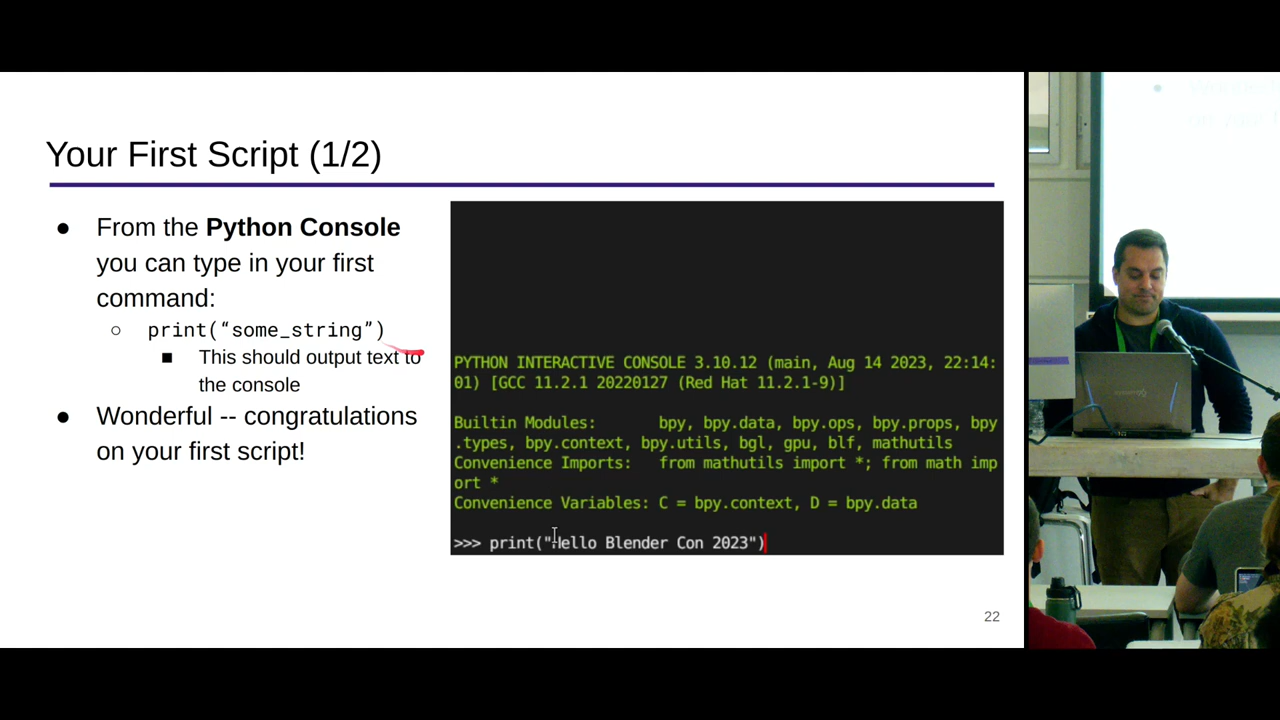 Your First Script (1/2)
● From the Python Console
you can type in your first
command:
○ print(“some_string”)
■ This should output text to
the console
● Wonderful -- congratulations
on your first script!
PYTHON INTERACTIVE CONSOLE 3.10.12 (main, Aug 14 2023, 22:14:
01) [GCC 11.2.1 20220127 (Red Hat 11.2.1-9)]
Builtin Modules:       bpy, bpy.data, bpy.ops, bpy.props, bpy
.types, bpy.context, bpy.utils, bgl, gpu, blf, mathutils
Convenience Imports:   from mathutils import *; from math imp
ort *
Convenience Variables: C = bpy.context, D = bpy.data
>>> print("Hello Blender Con 2023")
22